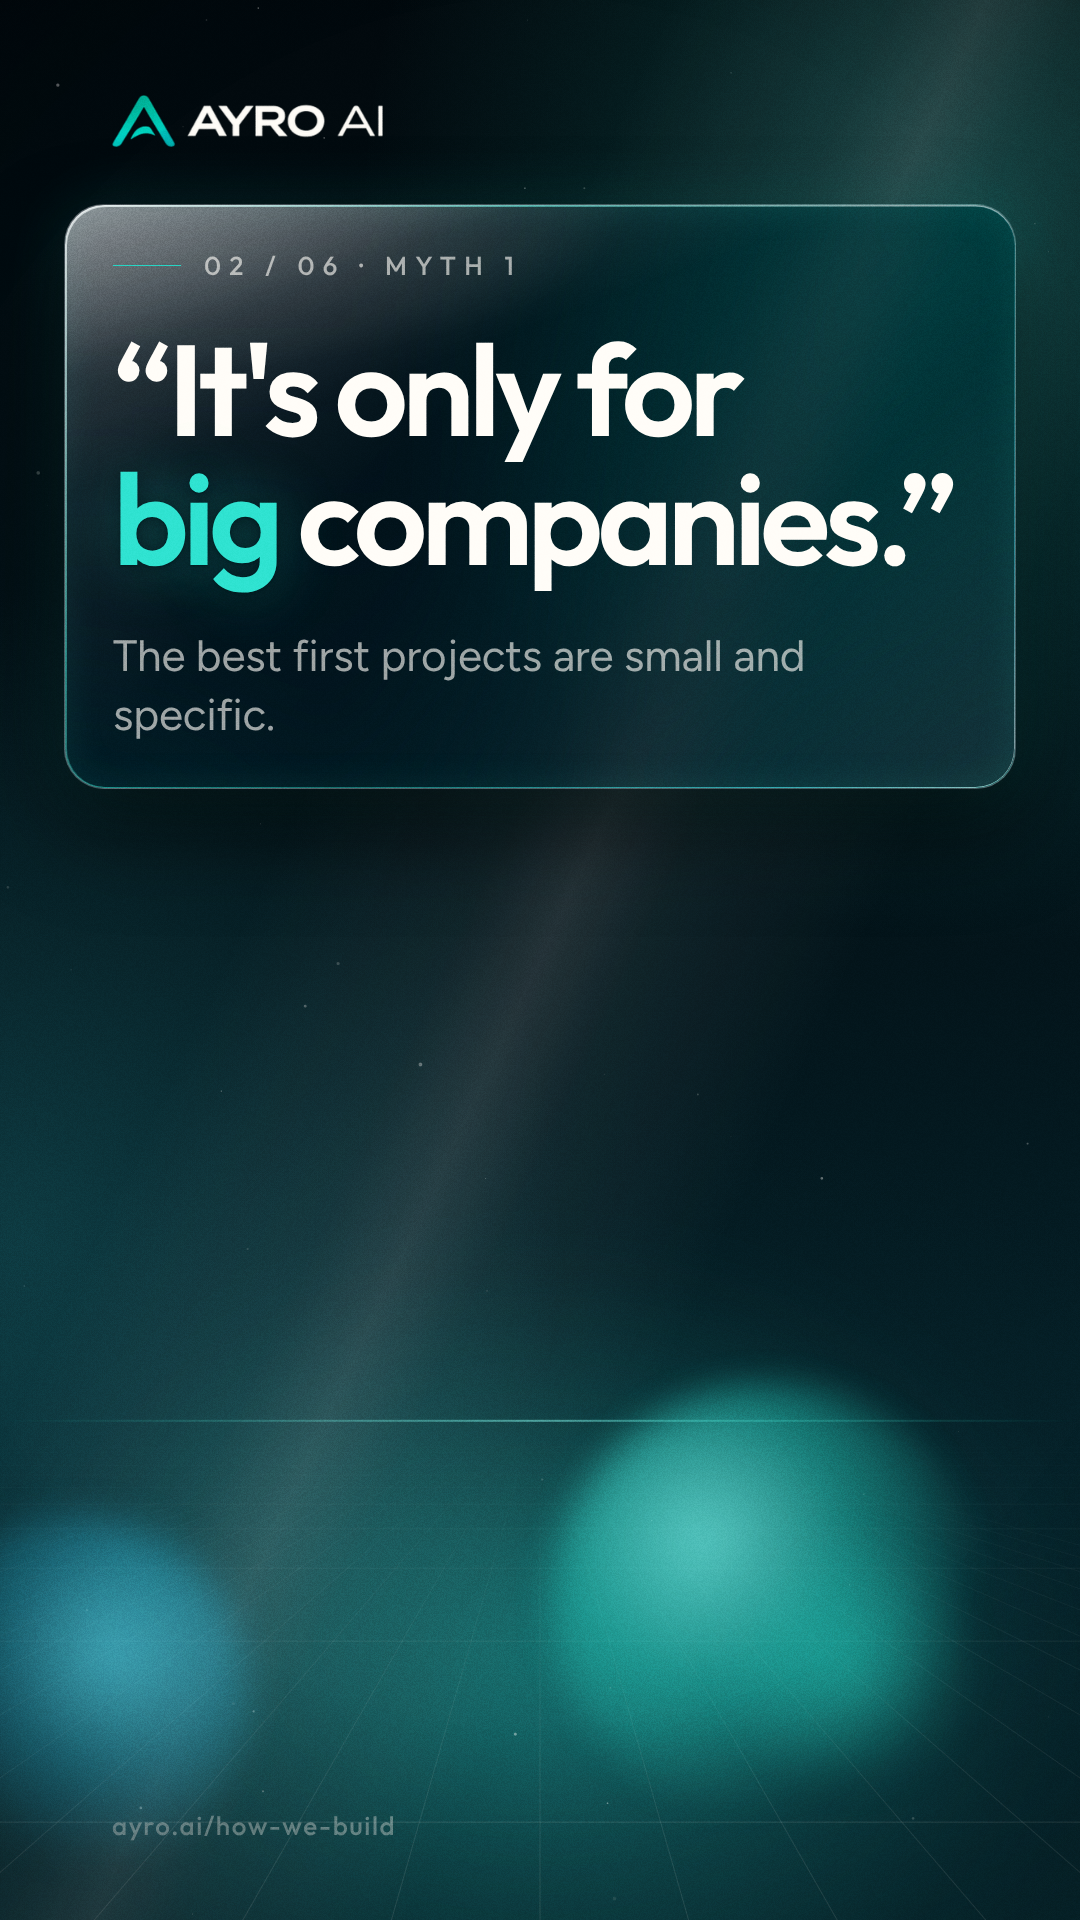 AYRO AI
02 / 06 · MYTH 1
“It's only for
big companies.”
The best first projects are small and
specific.
ayro.ai/how-we-build